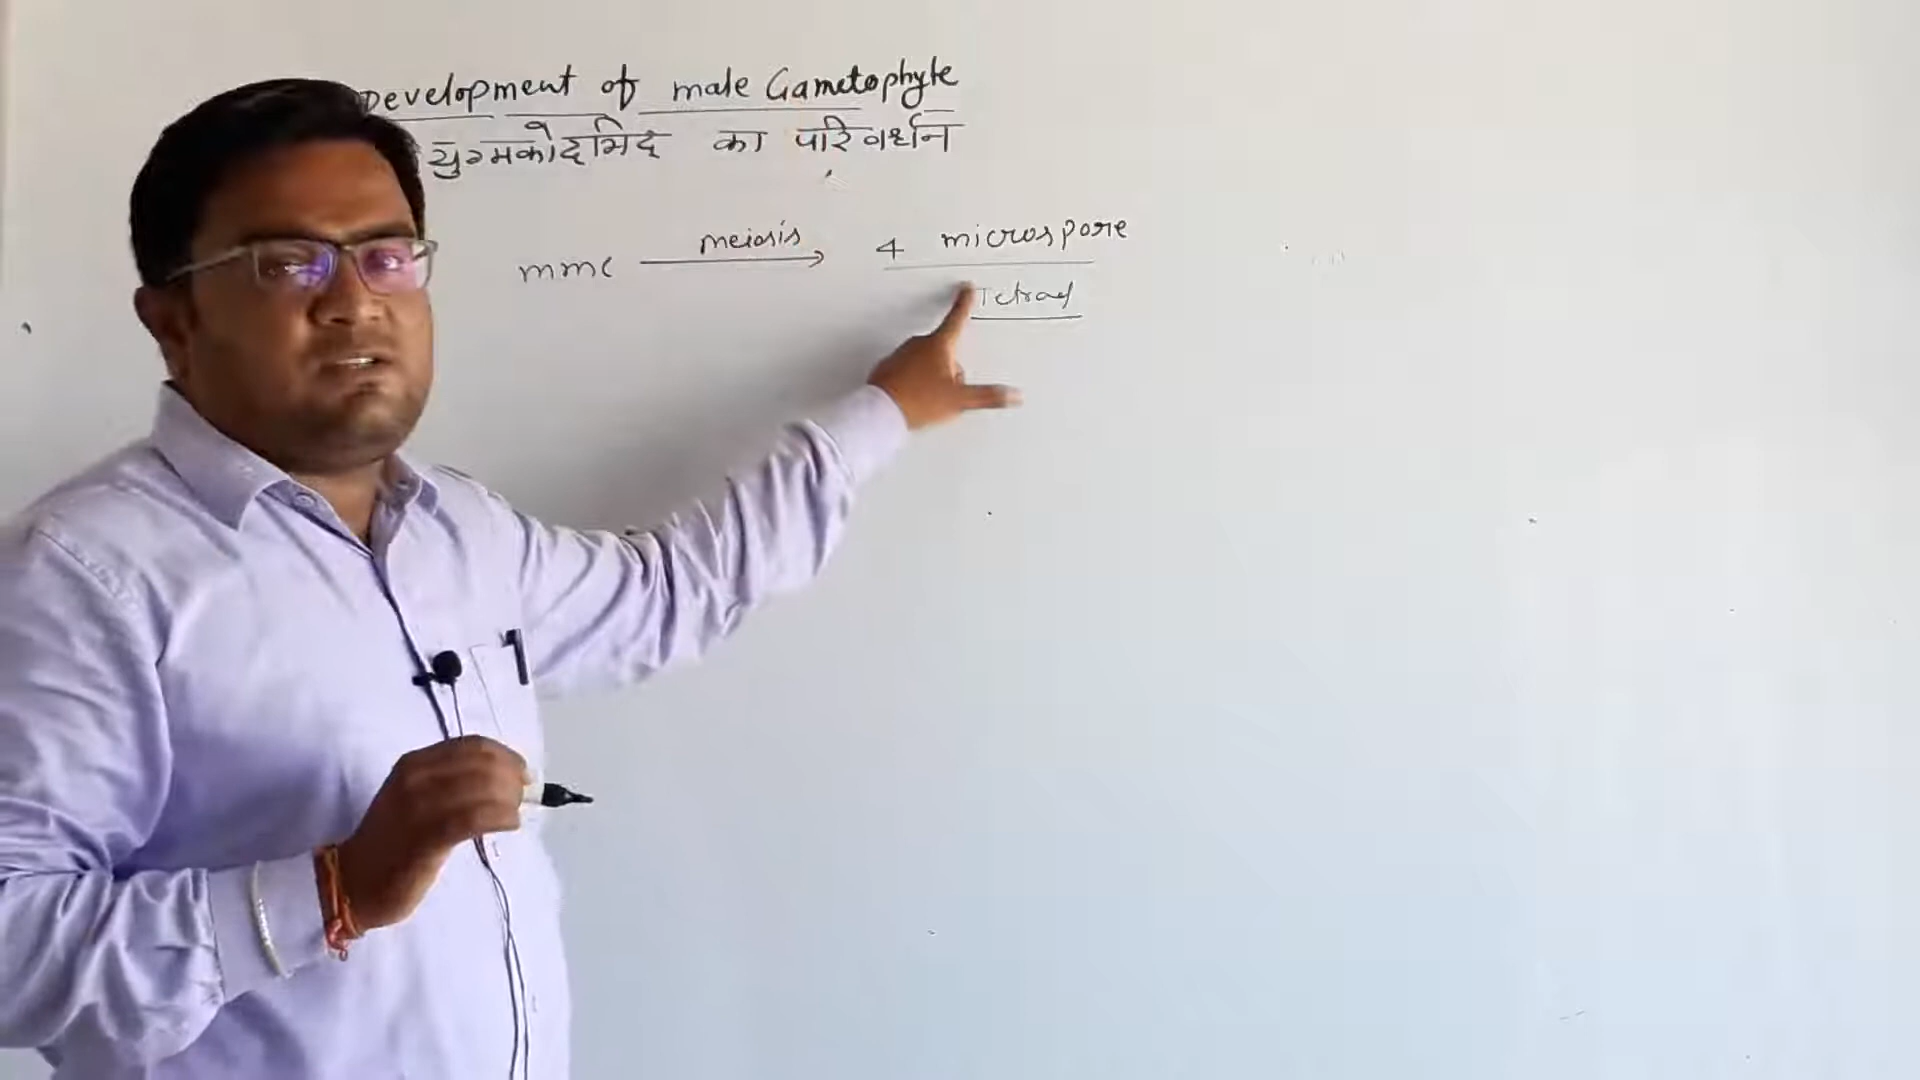 Development of male Gametophyte
युग्मकोद्भिद् का परिवर्धन
mmc meiosis 4 microspore
Tetrad